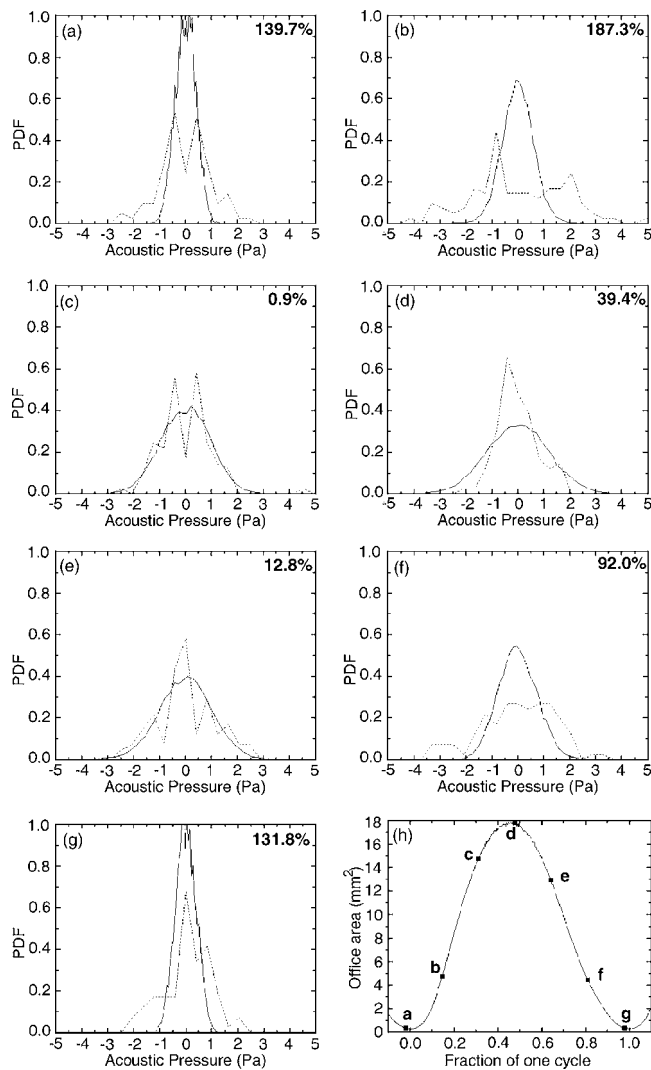 (a) 139.7%
1.0
0.8
0.6
0.4
0.2
0.0
PDF
-5 -4 -3 -2 -1 0 1 2 3 4 5
Acoustic Pressure (Pa)
(b) 187.3%
1.0
0.8
0.6
0.4
0.2
0.0
PDF
-5 -4 -3 -2 -1 0 1 2 3 4 5
Acoustic Pressure (Pa)
(c) 0.9%
1.0
0.8
0.6
0.4
0.2
0.0
PDF
-5 -4 -3 -2 -1 0 1 2 3 4 5
Acoustic Pressure (Pa)
(d) 39.4%
1.0
0.8
0.6
0.4
0.2
0.0
PDF
-5 -4 -3 -2 -1 0 1 2 3 4 5
Acoustic Pressure (Pa)
(e) 12.8%
1.0
0.8
0.6
0.4
0.2
0.0
PDF
-5 -4 -3 -2 -1 0 1 2 3 4 5
Acoustic Pressure (Pa)
(f) 92.0%
1.0
0.8
0.6
0.4
0.2
0.0
PDF
-5 -4 -3 -2 -1 0 1 2 3 4 5
Acoustic Pressure (Pa)
(g) 131.8%
1.0
0.8
0.6
0.4
0.2
0.0
PDF
-5 -4 -3 -2 -1 0 1 2 3 4 5
Acoustic Pressure (Pa)
(h)
18
16
14
12
10
8
6
4
2
0
Office area (mm²)
a
b
c
d
e
f
g
0.0 0.2 0.4 0.6 0.8 1.0
Fraction of one cycle